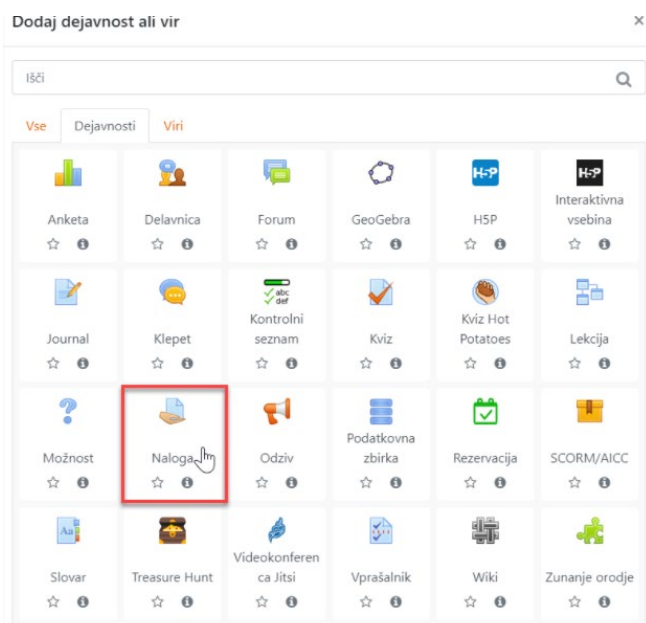 Dodaj dejavnost ali vir
×
Išči
Vse Dejavnosti Viri
H5P H5P
Anketa Delavnica Forum GeoGebra H5P Interaktivna
vsebina
abc
def
Journal Klepet Kontrolni
seznam Kviz Kviz Hot
Potatoes Lekcija
Možnost Naloga Odziv Podatkovna
zbirka Rezervacija SCORM/AICC
Aa
Slovar Treasure Hunt Videokonferen
ca Jitsi Vprašalnik Wiki Zunanje orodje